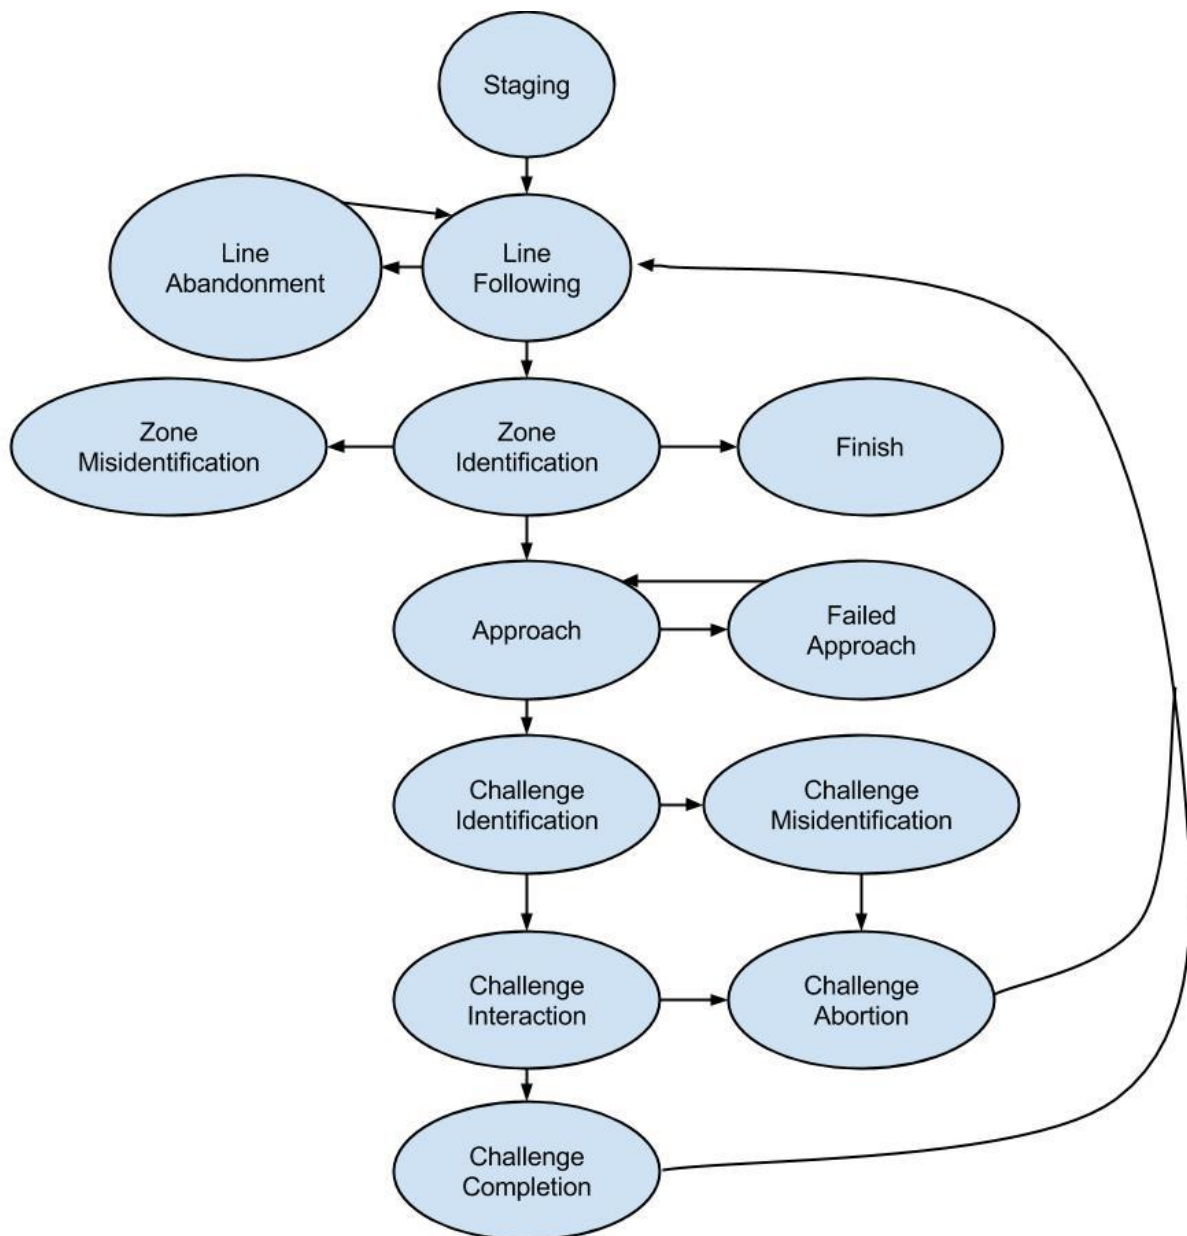 Staging
Line
Abandonment
Line
Following
Zone
Misidentification
Zone
Identification
Finish
Approach
Failed
Approach
Challenge
Identification
Challenge
Misidentification
Challenge
Interaction
Challenge
Abortion
Challenge
Completion